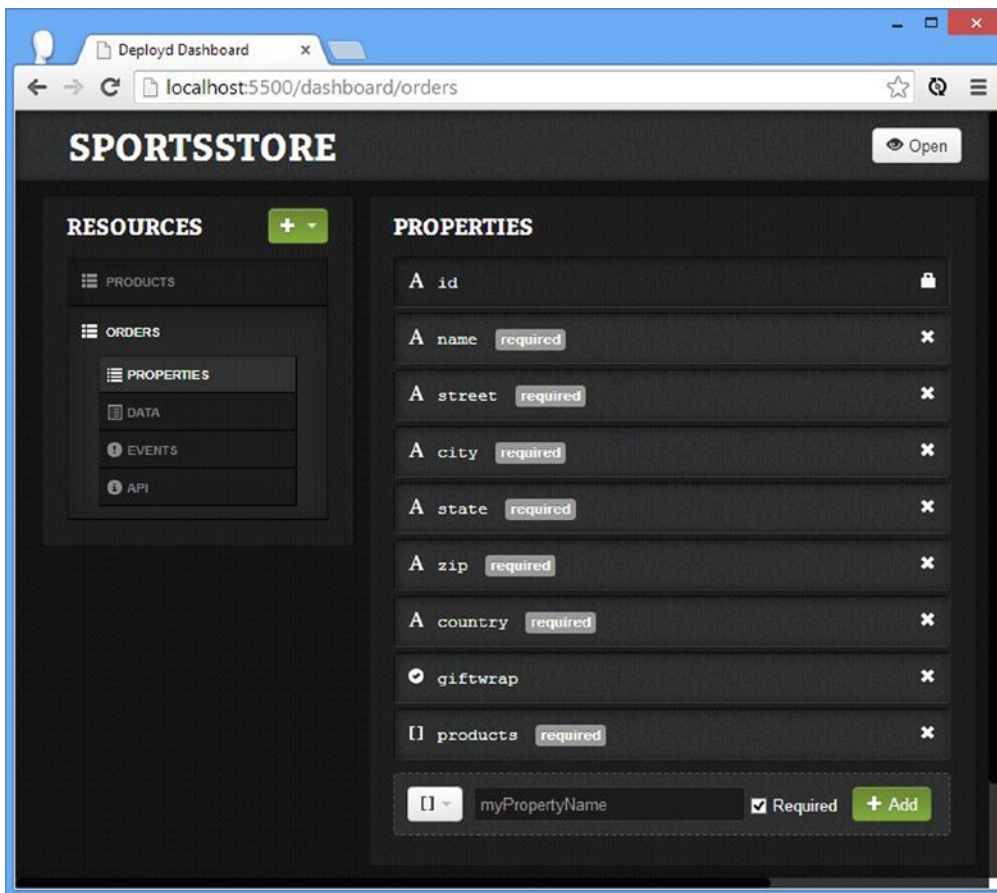 Deployd Dashboard
localhost:5500/dashboard/orders
SPORTSSTORE
Open
RESOURCES
PRODUCTS
ORDERS
PROPERTIES
DATA
EVENTS
API
PROPERTIES
A id
A name required
A street required
A city required
A state required
A zip required
A country required
giftwrap
[] products required
[] myPropertyName Required + Add